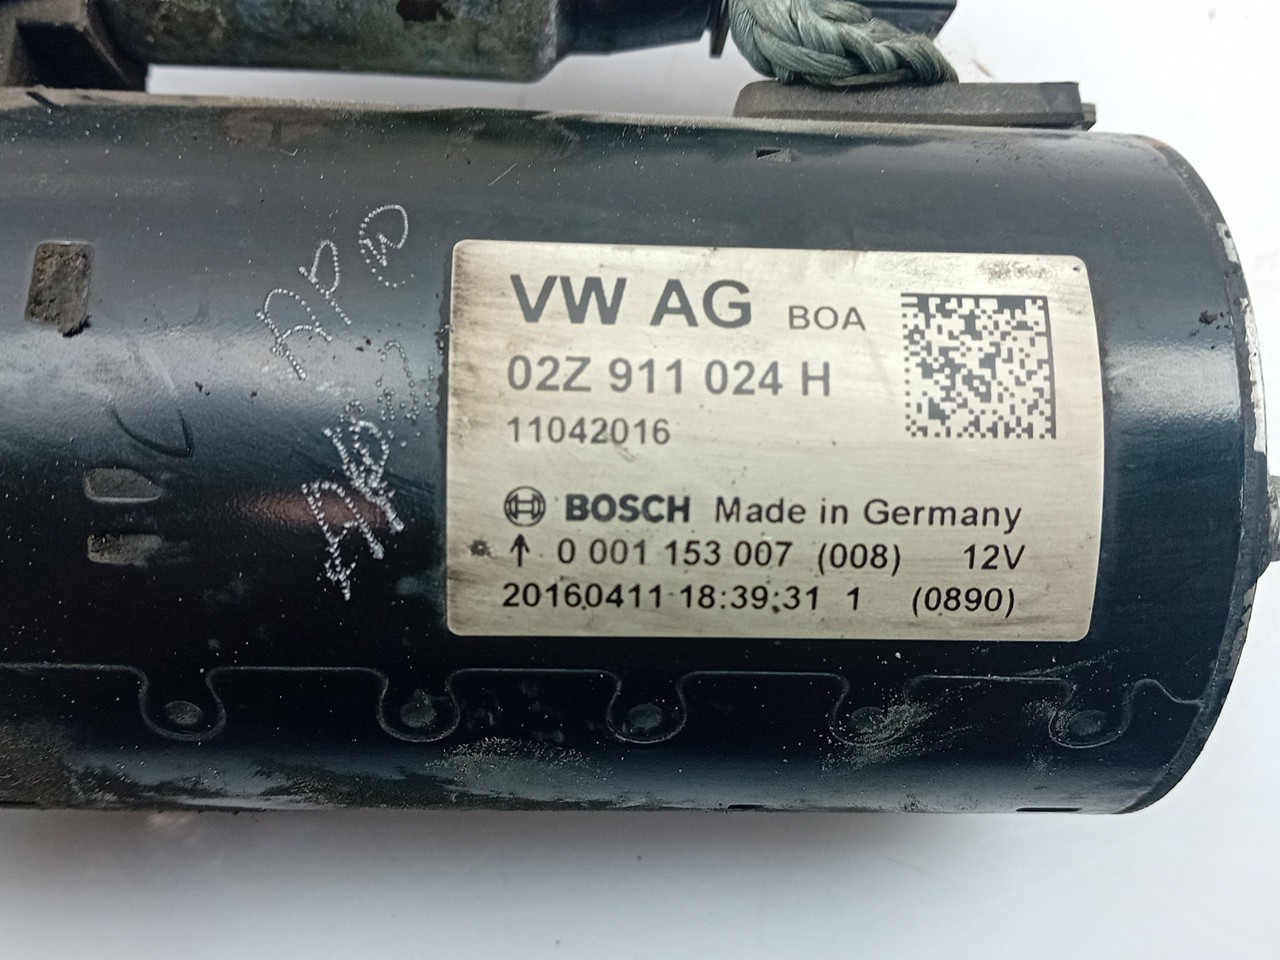 VW AG BOA
02Z 911 024 H
11042016
BOSCH Made in Germany
↑ 0 001 153 007 (008) 12V
20160411 18:39:31 1 (0890)